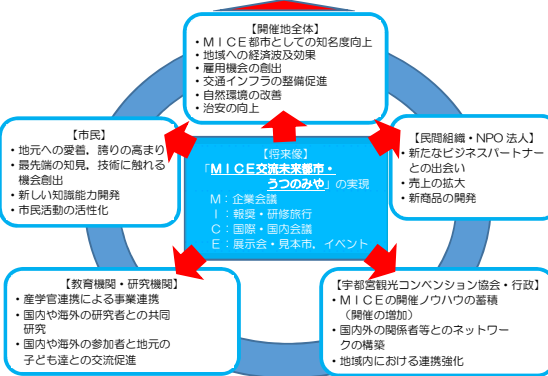 【開催地全体】
・ＭＩＣＥ都市としての知名度向上
・地域への経済波及効果
・雇用機会の創出
・交通インフラの整備促進
・自然環境の改善
・治安の向上
【市民】
・地元への愛着、誇りの高まり
・最先端の知見、技術に触れる
機会創出
・新しい知識能力開発
・市民活動の活性化
【将来像】
「ＭＩＣＥ交流未来都市・
うつのみや」の実現
Ｍ：企業会議
Ｉ：報奨・研修旅行
Ｃ：国際・国内会議
Ｅ：展示会・見本市、イベント
【民間組織・NPO 法人】
・新たなビジネスパートナー
との出会い
・売上の拡大
・新商品の開発
【教育機関・研究機関】
・産学官連携による事業連携
・国内や海外の研究者との共同
研究
・国内や海外の参加者と地元の
子ども達との交流促進
【宇都宮観光コンベンション協会・行政】
・ＭＩＣＥの開催ノウハウの蓄積
（開催の増加）
・国内外の関係者等とのネットワー
クの構築
・地域内における連携強化